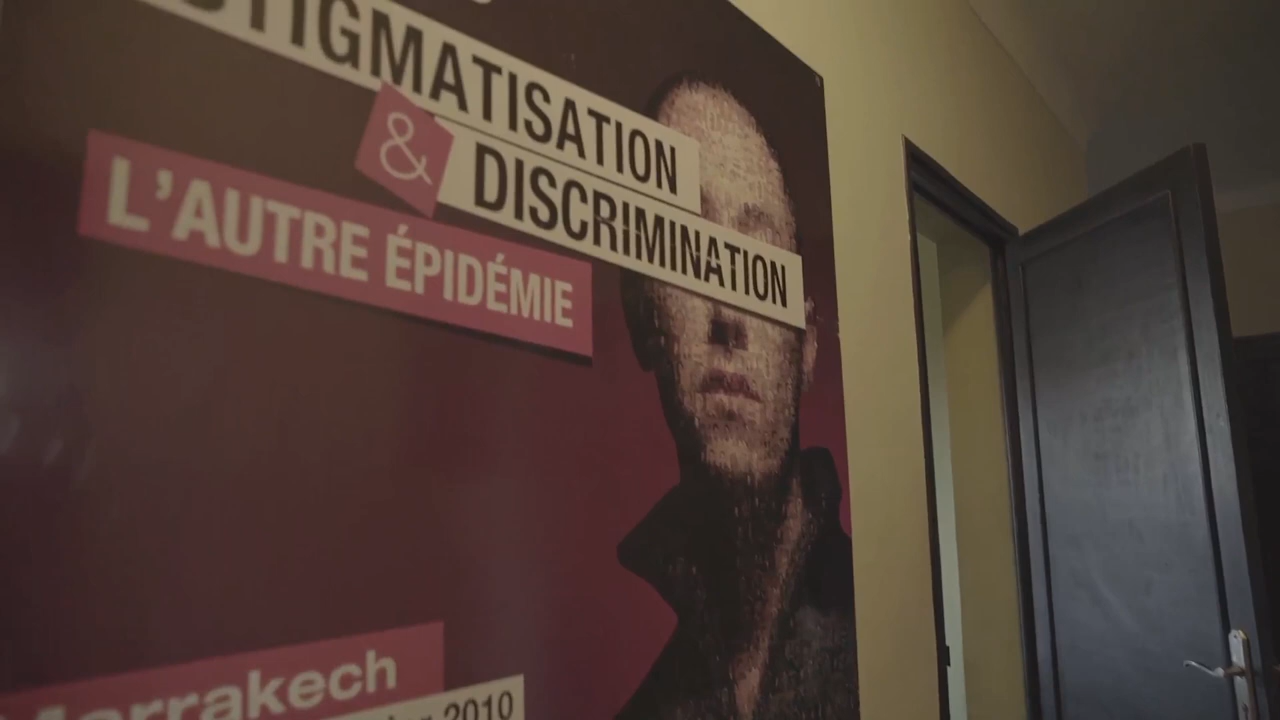 STIGMATISATION
& DISCRIMINATION
L'AUTRE ÉPIDÉMIE
Marrakech
2010